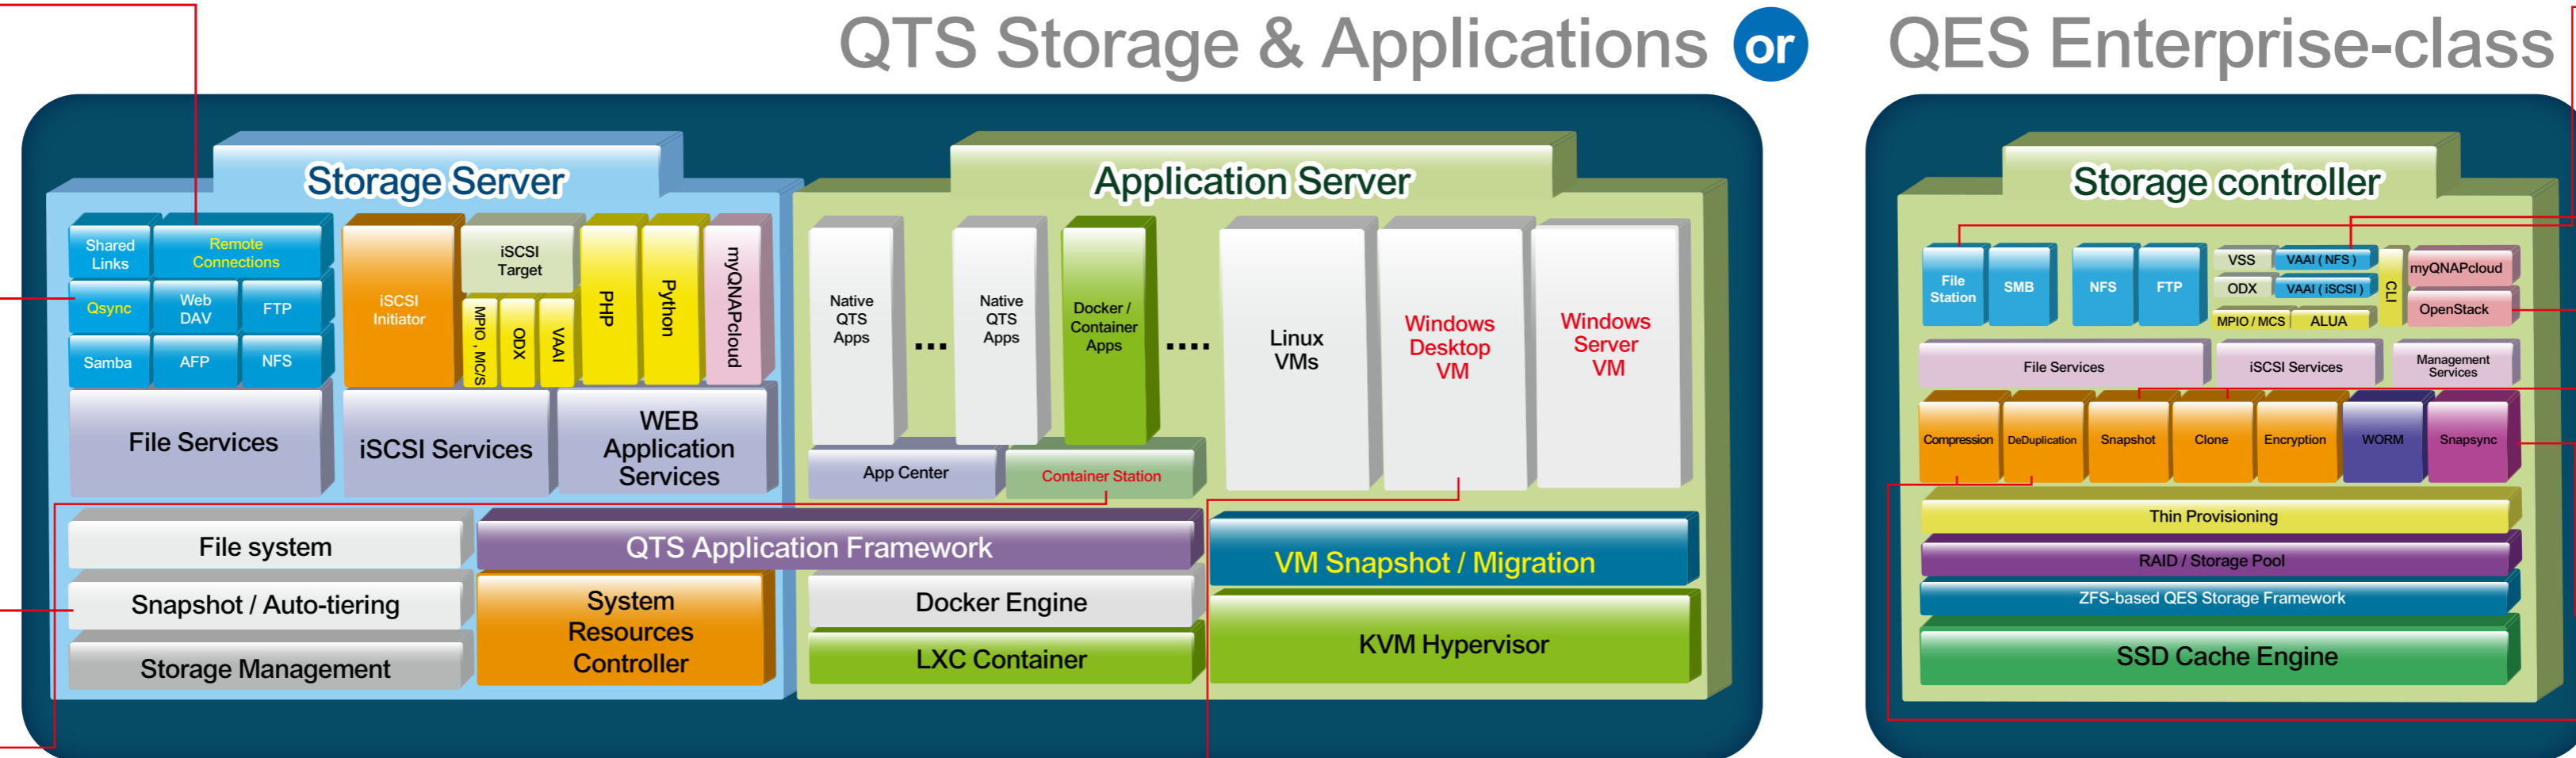 QTS Storage & Applications or QES Enterprise-class
Storage Server
Shared
Links
Remote
Connections
Qsync
Web
DAV
FTP
Samba
AFP
NFS
iSCSI
Initiator
iSCSI
Target
MPIO , MC/S
ODX
VAAI
PHP
Python
myQNAPcloud
File Services
iSCSI Services
WEB
Application
Services
File system
Snapshot / Auto-tiering
Storage Management
QTS Application Framework
System
Resources
Controller
Application Server
Native
QTS
Apps
...
Native
QTS
Apps
Docker /
Container
Apps
....
Linux
VMs
Windows
Desktop
VM
Windows
Server
VM
App Center
Container Station
Docker Engine
LXC Container
VM Snapshot / Migration
KVM Hypervisor
Storage controller
File
Station
SMB
NFS
FTP
VSS
VAAI ( NFS )
ODX
VAAI ( iSCSI )
MPIO / MCS
ALUA
CLI
myQNAPcloud
OpenStack
File Services
iSCSI Services
Management
Services
Compression
DeDuplication
Snapshot
Clone
Encryption
WORM
Snapsync
Thin Provisioning
RAID / Storage Pool
ZFS-based QES Storage Framework
SSD Cache Engine